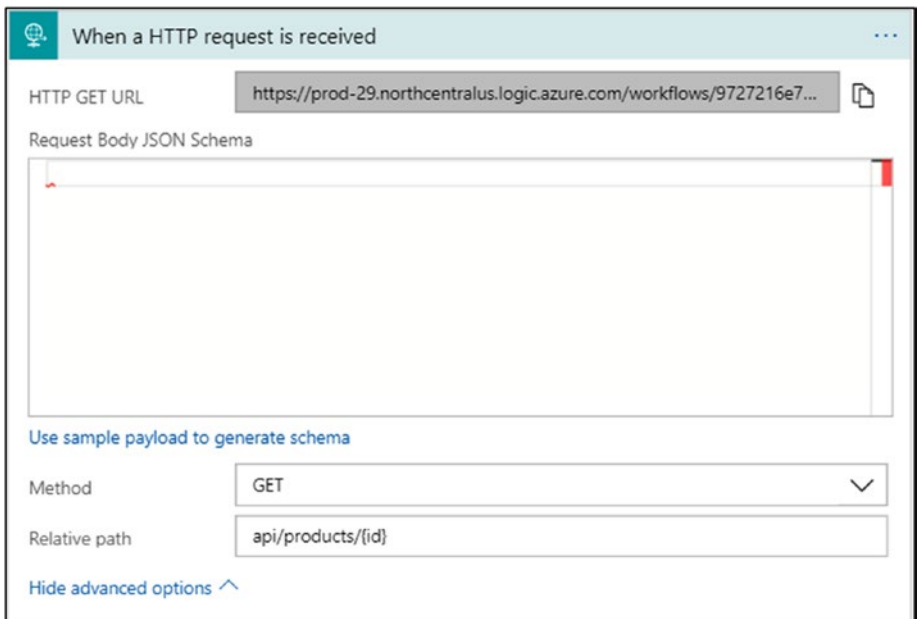 When a HTTP request is received
HTTP GET URL
https://prod-29.northcentralus.logic.azure.com/workflows/9727216e7...
Request Body JSON Schema
Use sample payload to generate schema
Method
GET
Relative path
api/products/{id}
Hide advanced options